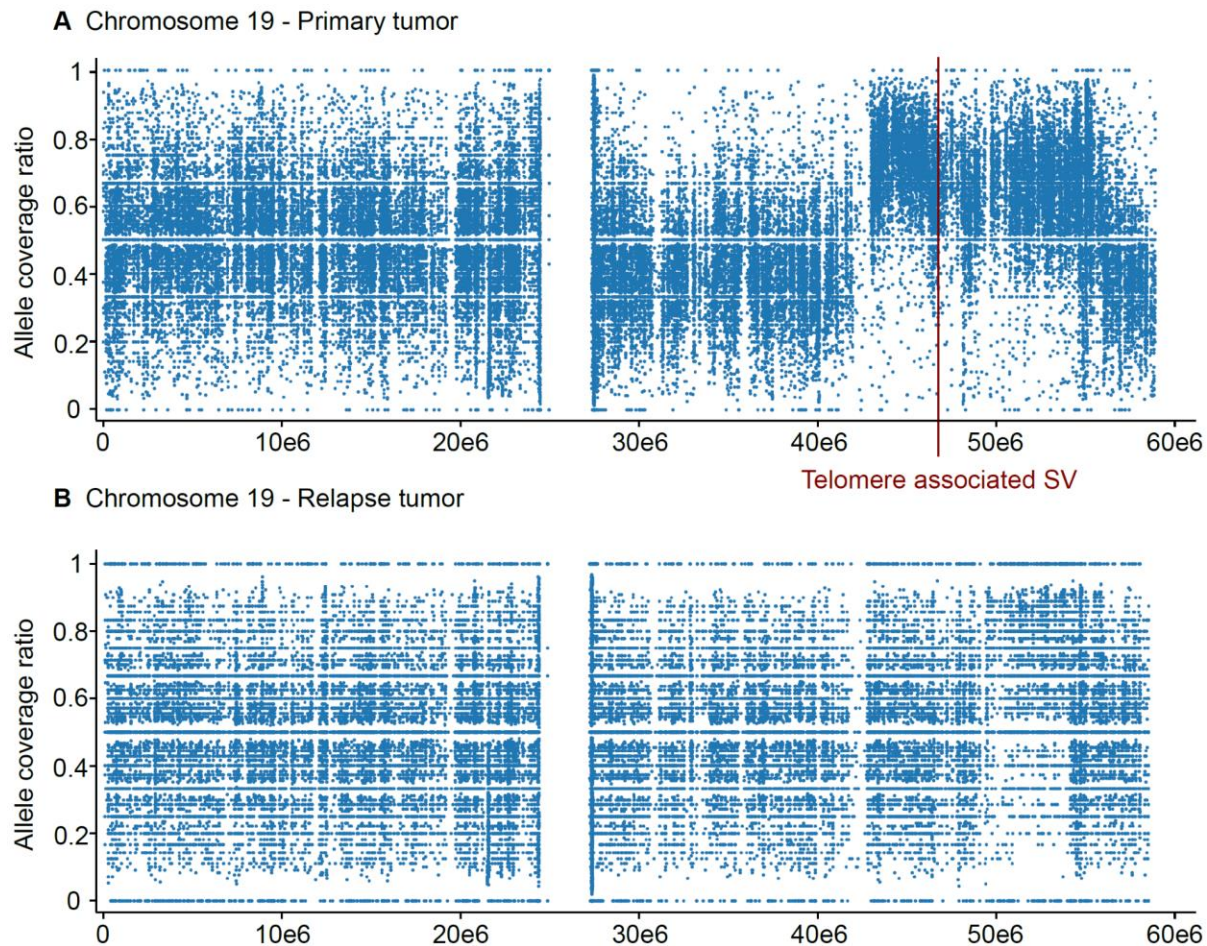 A Chromosome 19 - Primary tumor
Allele coverage ratio
1
0.8
0.6
0.4
0.2
0
0 10e6 20e6 30e6 40e6 50e6 60e6
Telomere associated SV
B Chromosome 19 - Relapse tumor
Allele coverage ratio
1
0.8
0.6
0.4
0.2
0
0 10e6 20e6 30e6 40e6 50e6 60e6